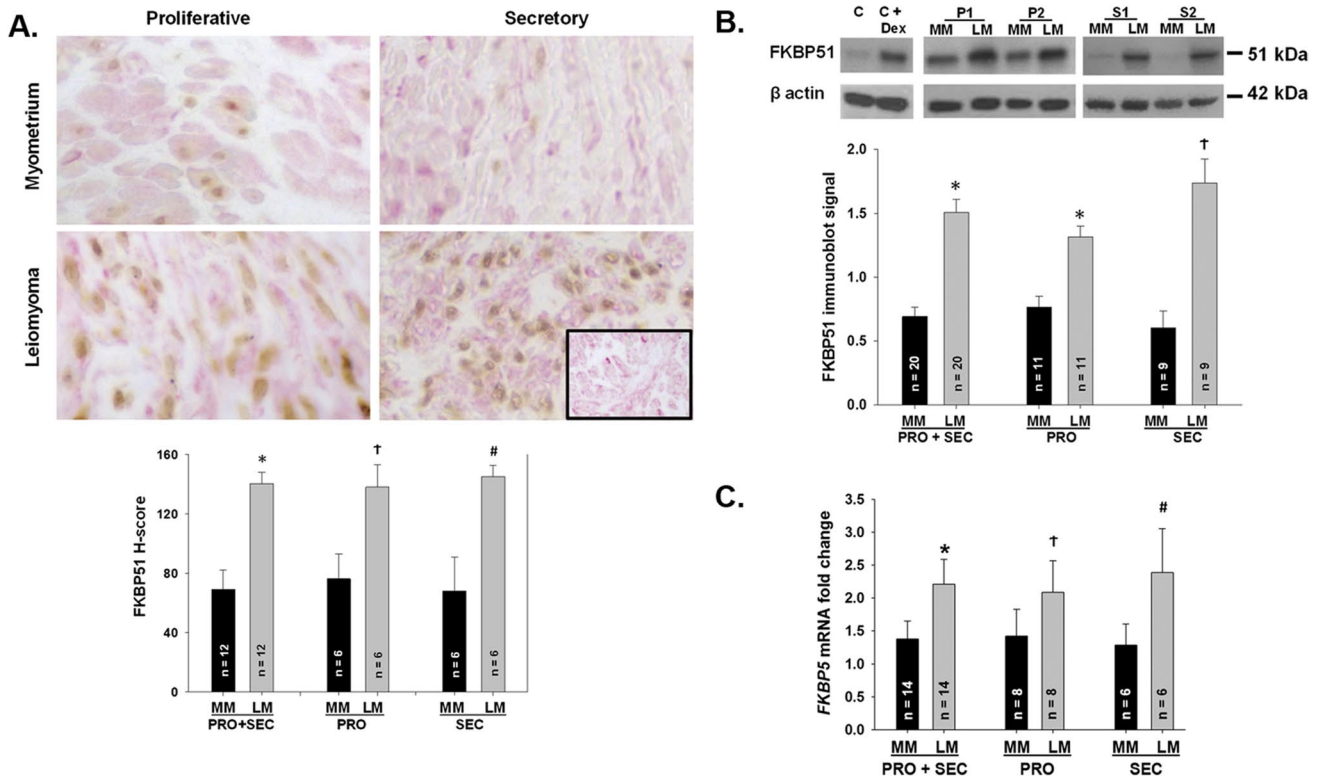 A.
Proliferative Secretory
Myometrium
Leiomyoma
FKBP51 H-score
160
120
80
40
0
* † #
n = 12 n = 12 n = 6 n = 6 n = 6 n = 6
MM LM MM LM MM LM
PRO+SEC PRO SEC
B.
C C + Dex P1 P2 S1 S2
MM LM MM LM MM LM MM LM
FKBP51 51 kDa
β actin 42 kDa
FKBP51 immunoblot signal
2.0
1.5
1.0
0.5
0.0
* * †
n = 20 n = 20 n = 11 n = 11 n = 9 n = 9
MM LM MM LM MM LM
PRO + SEC PRO SEC
C.
FKBP5 mRNA fold change
3.5
3.0
2.5
2.0
1.5
1.0
0.5
0.0
* † #
n = 14 n = 14 n = 8 n = 8 n = 6 n = 6
MM LM MM LM MM LM
PRO + SEC PRO SEC